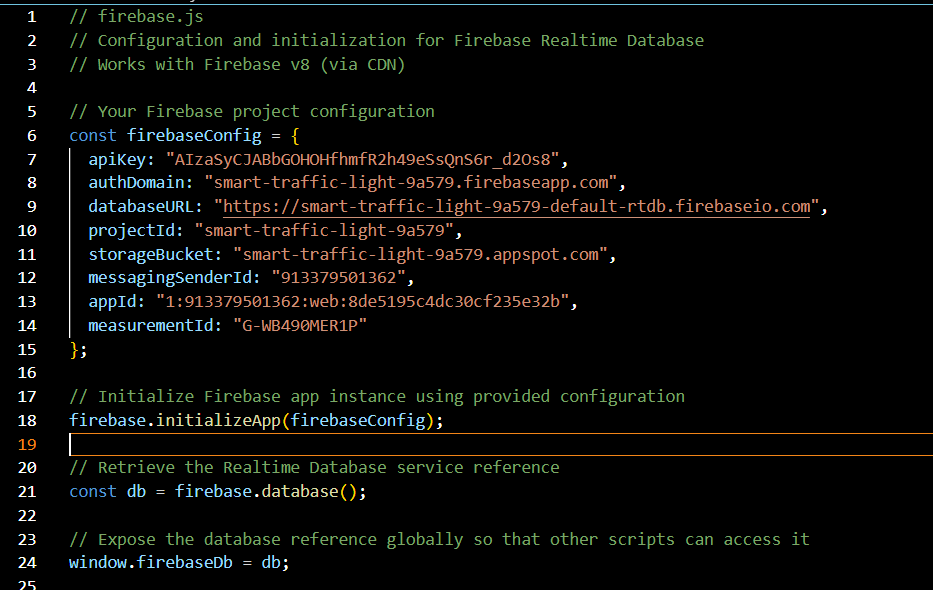 1 // firebase.js
2 // Configuration and initialization for Firebase Realtime Database
3 // Works with Firebase v8 (via CDN)
4
5 // Your Firebase project configuration
6 const firebaseConfig = {
7 apiKey: "AIzaSyCJABbGOHOHfhmfR2h49eSsQnS6r_d2Os8",
8 authDomain: "smart-traffic-light-9a579.firebaseapp.com",
9 databaseURL: "https://smart-traffic-light-9a579-default-rtdb.firebaseio.com",
10 projectId: "smart-traffic-light-9a579",
11 storageBucket: "smart-traffic-light-9a579.appspot.com",
12 messagingSenderId: "913379501362",
13 appId: "1:913379501362:web:8de5195c4dc30cf235e32b",
14 measurementId: "G-WB490MER1P"
15 };
16
17 // Initialize Firebase app instance using provided configuration
18 firebase.initializeApp(firebaseConfig);
19
20 // Retrieve the Realtime Database service reference
21 const db = firebase.database();
22
23 // Expose the database reference globally so that other scripts can access it
24 window.firebaseDb = db;
25